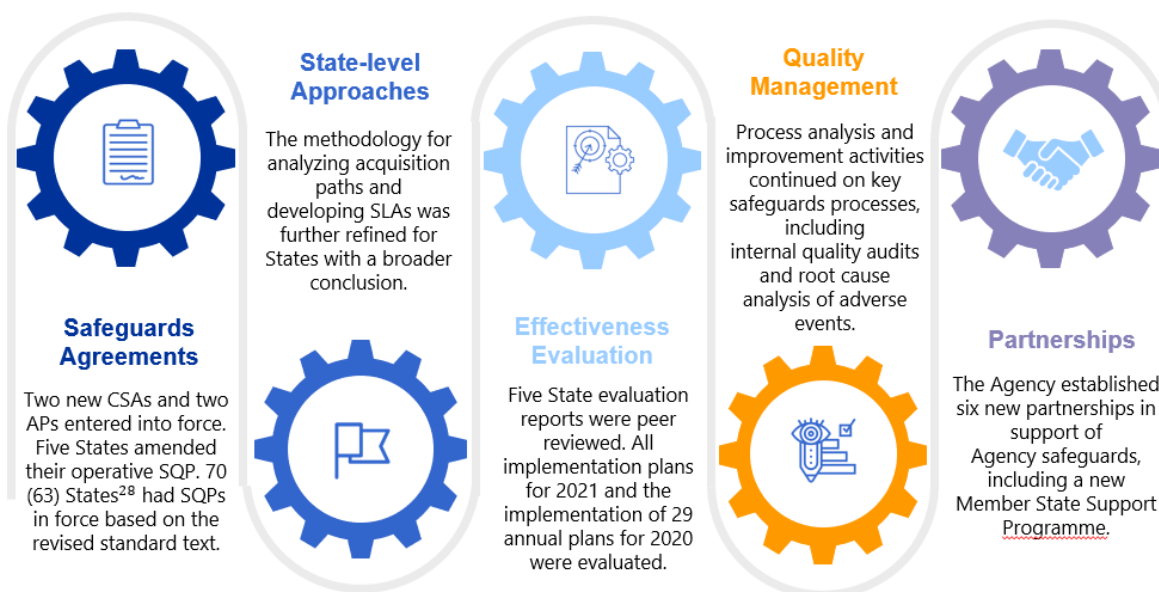 Safeguards
Agreements
Two new CSAs and two
APs entered into force.
Five States amended
their operative SQP. 70
(63) States²⁸ had SQPs
in force based on the
revised standard text.
State-level
Approaches
The methodology for
analyzing acquisition
paths and
developing SLAs was
further refined for
States with a broader
conclusion.
Effectiveness
Evaluation
Five State evaluation
reports were peer
reviewed. All
implementation plans
for 2021 and the
implementation of 29
annual plans for 2020
were evaluated.
Quality
Management
Process analysis and
improvement activities
continued on key
safeguards processes,
including
internal quality audits
and root cause
analysis of adverse
events.
Partnerships
The Agency established
six new partnerships in
support of
Agency safeguards,
including a new
Member State Support
Programme.